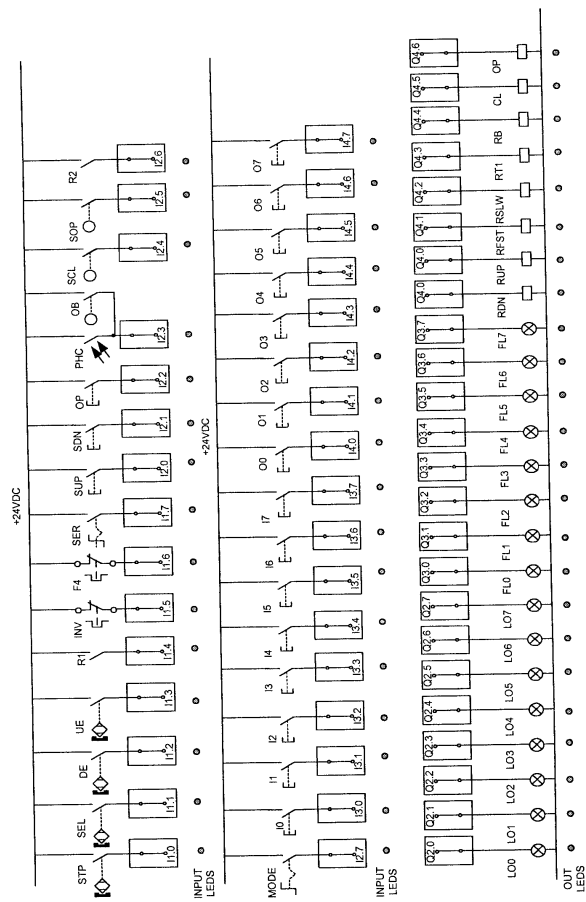 +24VDC
STP SEL DE UE R1 INV F4 SER SUP SDN OP PHC OB SCL SOP R2
I1.0 I1.1 I1.2 I1.3 I1.4 I1.5 I1.6 I1.7 I2.0 I2.1 I2.2 I2.3 I2.4 I2.5 I2.6
INPUT
LEDS
+24VDC
MODE I0 I1 I2 I3 I4 I5 I6 I7 O0 O1 O2 O3 O4 O5 O6 O7
I2.7 I3.0 I3.1 I3.2 I3.3 I3.4 I3.5 I3.6 I3.7 I4.0 I4.1 I4.2 I4.3 I4.4 I4.5 I4.6 I4.7
INPUT
LEDS
Q2.0 Q2.1 Q2.2 Q2.3 Q2.4 Q2.5 Q2.6 Q2.7 Q3.0 Q3.1 Q3.2 Q3.3 Q3.4 Q3.5 Q3.6 Q3.7 Q4.0 Q4.0 Q4.1 Q4.2 Q4.3 Q4.4 Q4.5 Q4.6
LO0 LO1 LO2 LO3 LO4 LO5 LO6 LO7 FL0 FL1 FL2 FL3 FL4 FL5 FL6 FL7 RDN RUP RFST RSLW RT1 RB CL OP
OUT
LEDS